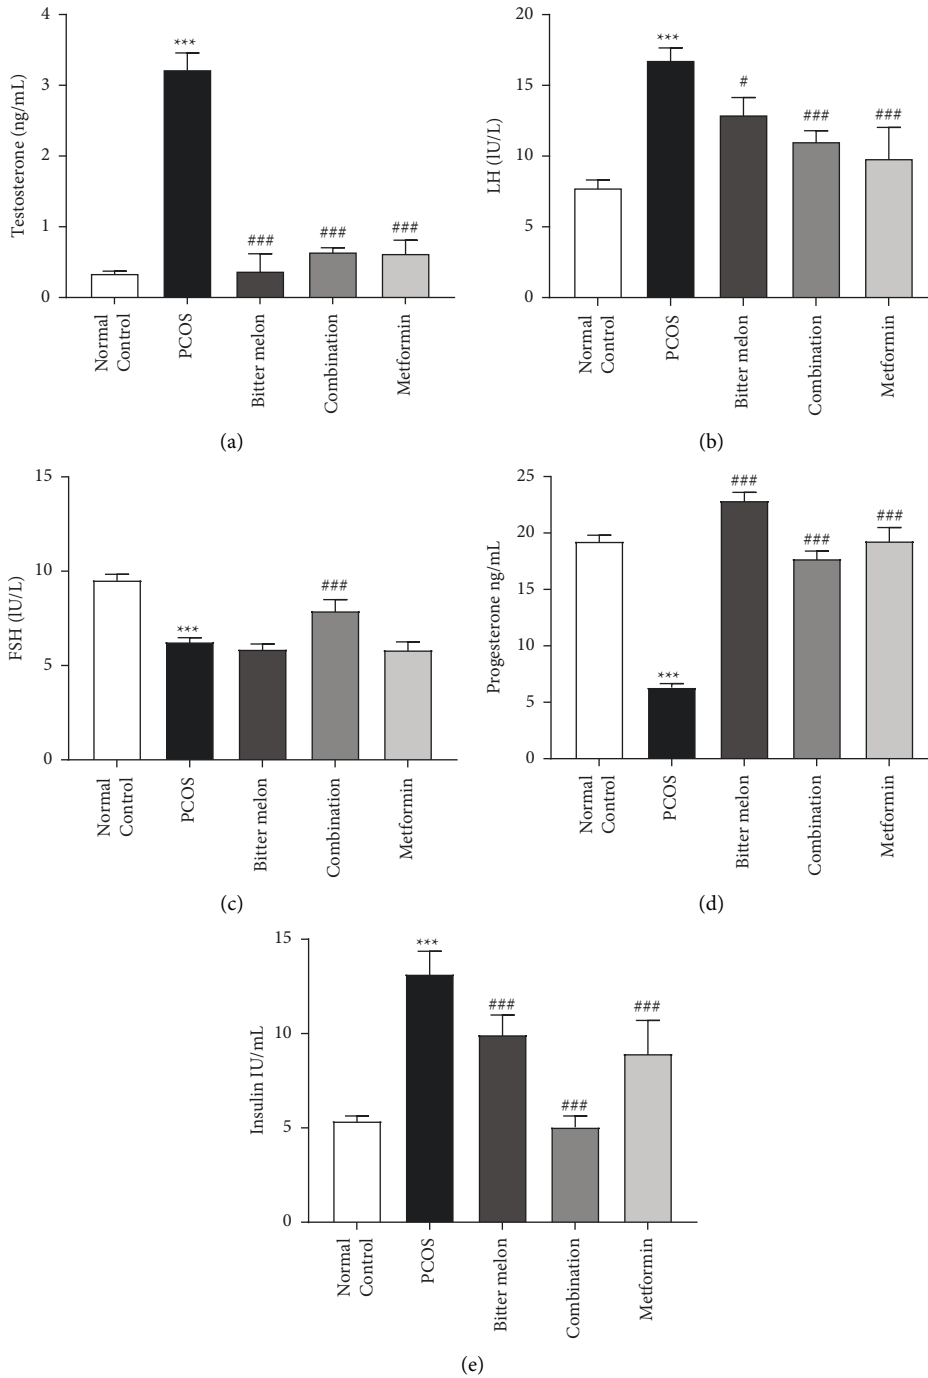 4
3
2
1
0
Testosterone (ng/mL)
***
###
###
###
Normal
Control
PCOS
Bitter melon
Combination
Metformin
(a)
20
15
10
5
0
LH (lU/L)
***
#
###
###
Normal
Control
PCOS
Bitter melon
Combination
Metformin
(b)
15
10
5
0
FSH (lU/L)
***
###
Normal
Control
PCOS
Bitter melon
Combination
Metformin
(c)
25
20
15
10
5
0
Progesterone ng/mL
***
###
###
###
Normal
Control
PCOS
Bitter melon
Combination
Metformin
(d)
15
10
5
0
Insulin IU/mL
***
###
###
###
Normal
Control
PCOS
Bitter melon
Combination
Metformin
(e)